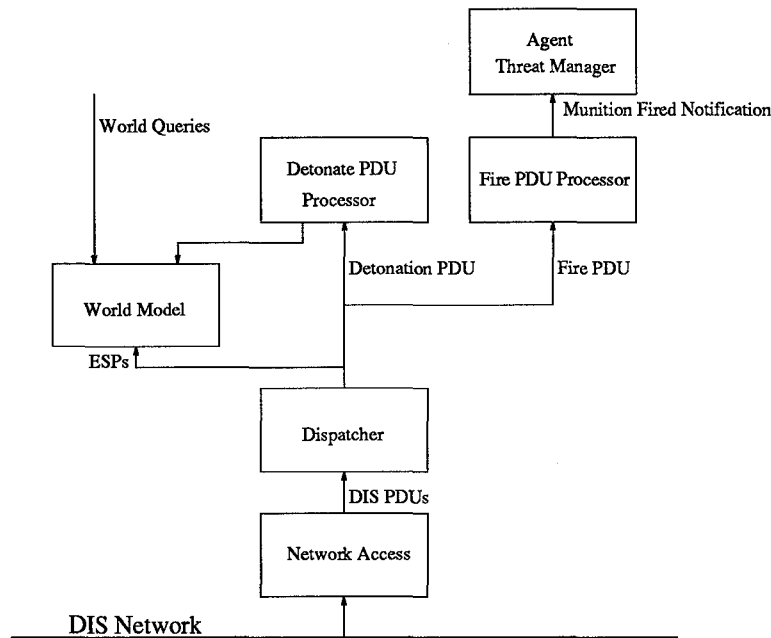 Agent
Threat Manager
Munition Fired Notification
World Queries
Detonate PDU
Processor
Fire PDU Processor
Detonation PDU
Fire PDU
World Model
ESPs
Dispatcher
DIS PDUs
Network Access
DIS Network